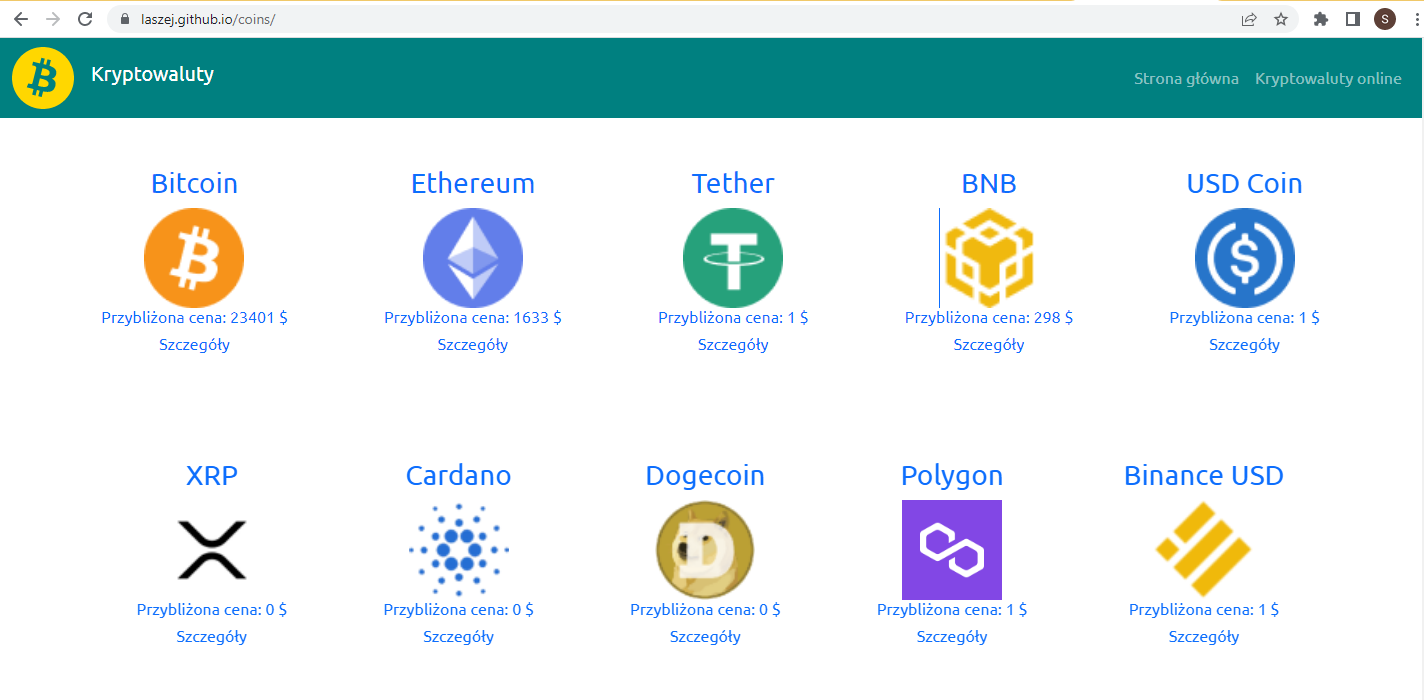 laszej.github.io/coins/
S
Kryptowaluty
Strona główna Kryptowaluty online
Bitcoin Ethereum Tether BNB USD Coin
Przybliżona cena: 23401 $ Przybliżona cena: 1633 $ Przybliżona cena: 1 $ Przybliżona cena: 298 $ Przybliżona cena: 1 $
Szczegóły Szczegóły Szczegóły Szczegóły Szczegóły
XRP Cardano Dogecoin Polygon Binance USD
Przybliżona cena: 0 $ Przybliżona cena: 0 $ Przybliżona cena: 0 $ Przybliżona cena: 1 $ Przybliżona cena: 1 $
Szczegóły Szczegóły Szczegóły Szczegóły Szczegóły